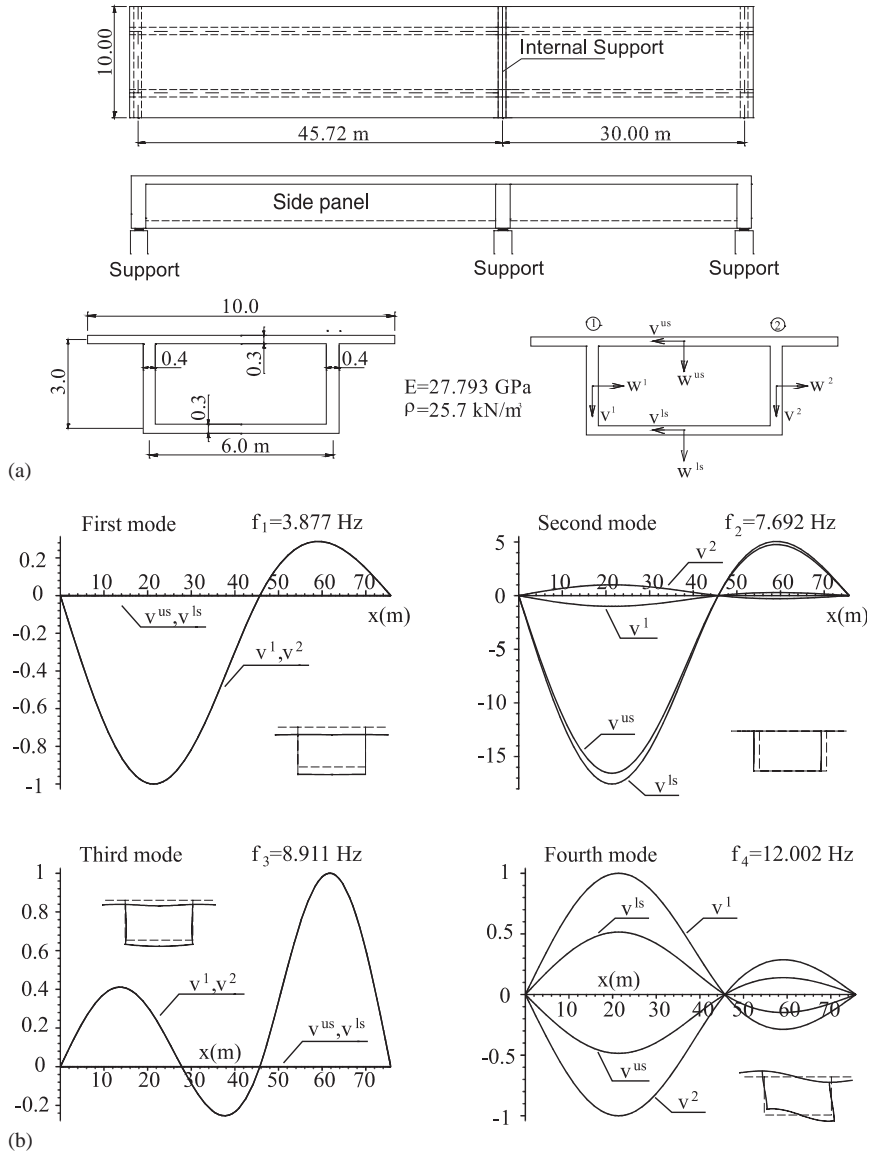 10.00
Internal Support
45.72 m
30.00 m
Side panel
Support
Support
Support
10.0
3.0
0.4
0.3
0.4
0.3
6.0 m
E=27.793 GPa
ρ=25.7 kN/m³
1
2
v^us
w^us
w^1
w^2
v^1
v^2
v^ls
w^ls
(a)
First mode
f₁=3.877 Hz
0.2
0
-0.2
-0.4
-0.6
-0.8
-1
10 20 30 40 50 60 70
x(m)
v^us,v^ls
v^1,v^2
Second mode
f₂=7.692 Hz
5
0
-5
-10
-15
10 20 30 40 50 60 70
x(m)
v^2
v^1
v^us
v^ls
Third mode
f₃=8.911 Hz
1
0.8
0.6
0.4
0.2
0
-0.2
v^1,v^2
x(m)
v^us,v^ls
10 20 30 40 50 60 70
Fourth mode
f₄=12.002 Hz
1
0.5
0
-0.5
-1
v^ls
v^1
x(m)
10 20 30 40 50 60 70
v^us
v^2
(b)